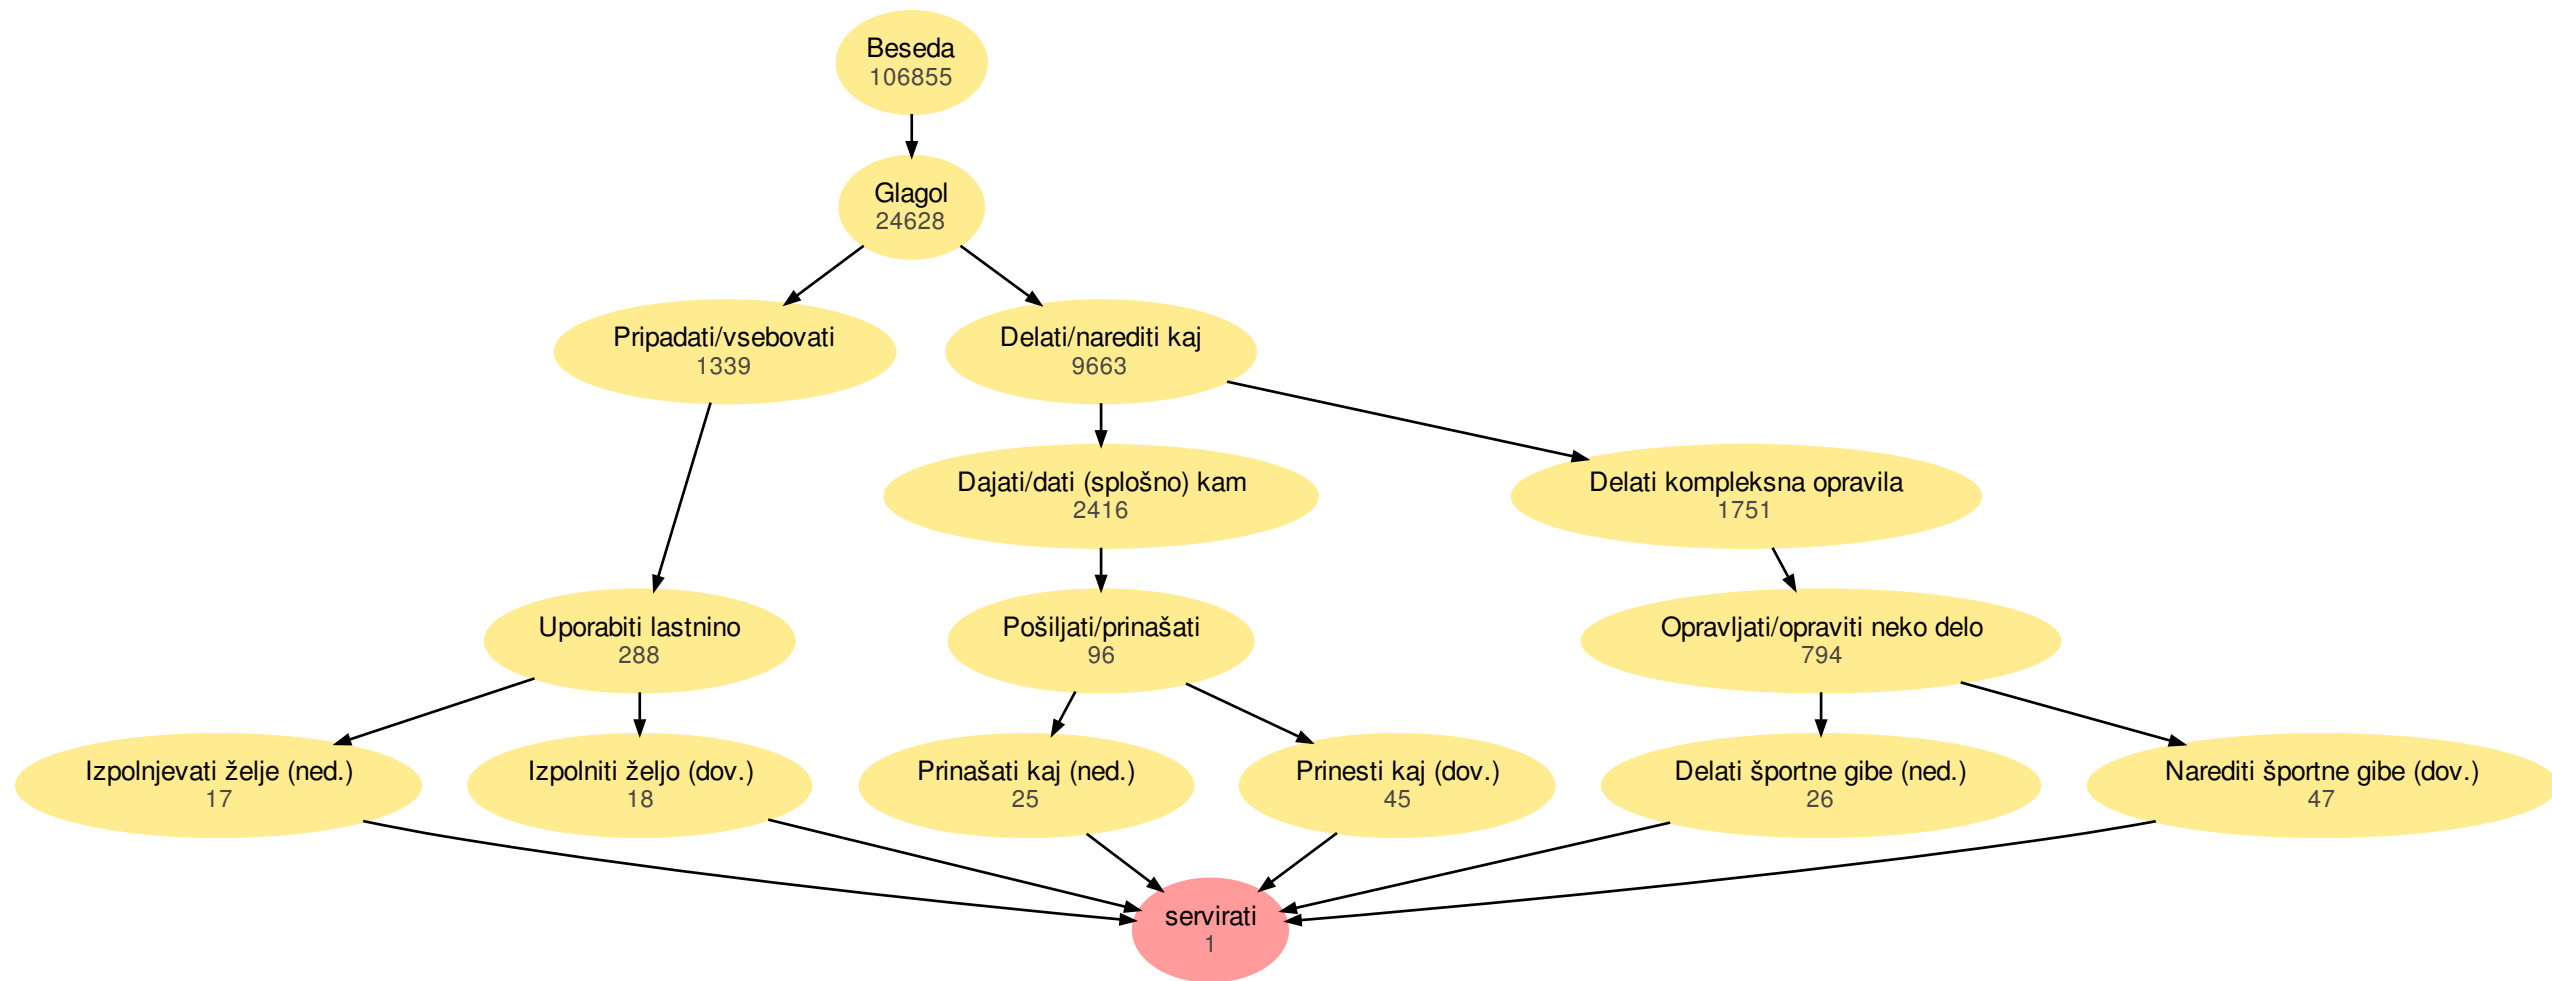 Beseda
106855
Glagol
24628
Pripadati/vsebovati
1339
Delati/narediti kaj
9663
Dajati/dati (splošno) kam
2416
Delati kompleksna opravila
1751
Uporabiti lastnino
288
Pošiljati/prinašati
96
Opravljati/opraviti neko delo
794
Izpolnjevati želje (ned.)
17
Izpolniti željo (dov.)
18
Prinašati kaj (ned.)
25
Prinesti kaj (dov.)
45
Delati športne gibe (ned.)
26
Narediti športne gibe (dov.)
47
servirati
1